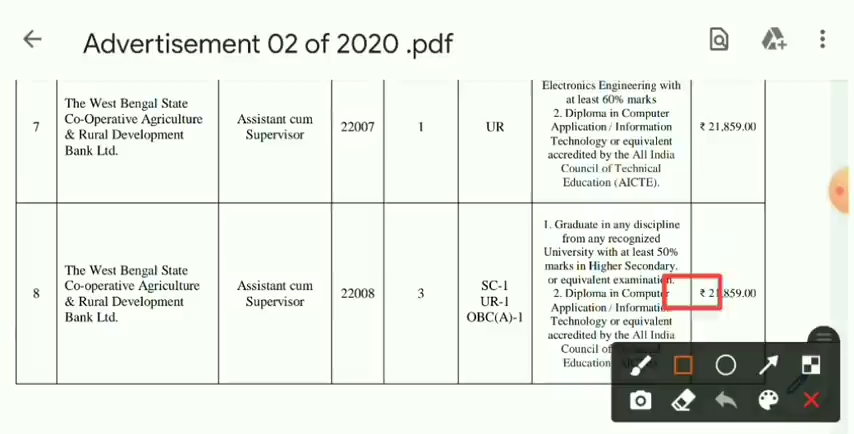 Advertisement 02 of 2020 .pdf
7
The West Bengal State
Co-Operative Agriculture
& Rural Development
Bank Ltd.
Assistant cum
Supervisor
22007
1
UR
Electronics Engineering with
at least 60% marks
2. Diploma in Computer
Application / Information
Technology or equivalent
accredited by the All India
Council of Technical
Education (AICTE).
₹ 21,859.00
8
The West Bengal State
Co-operative Agriculture
& Rural Development
Bank Ltd.
Assistant cum
Supervisor
22008
3
SC-1
UR-1
OBC(A)-1
1. Graduate in any discipline
from any recognized
University with at least 50%
marks in Higher Secondary.
or equivalent examination.
2. Diploma in Computer
Application / Informatio
Technology or equivalent
accredited by the All India
Council of
Education
₹ 21,859.00